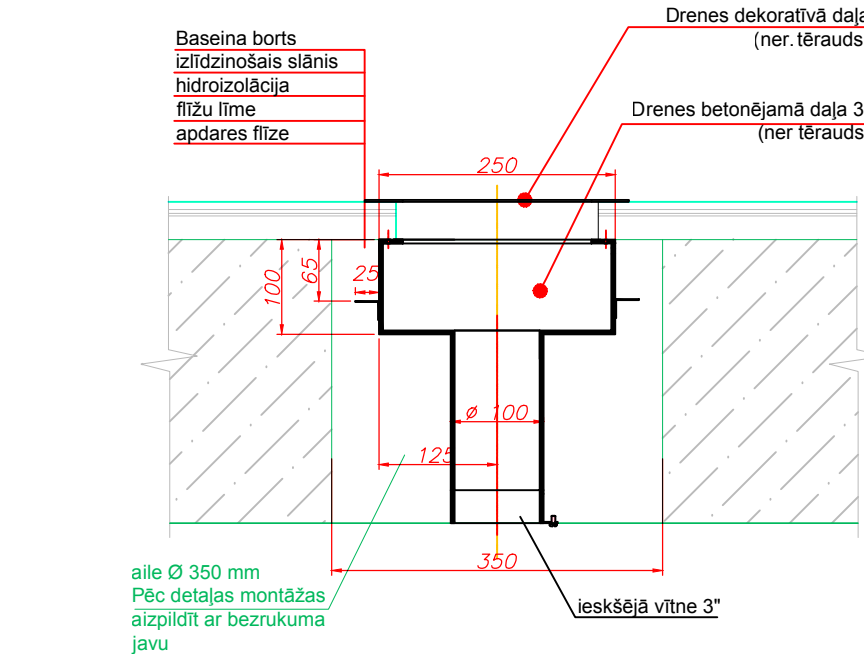 Drenes dekoratīvā daļa
(ner. tērauds
Baseina borts
izlīdzinošais slānis
hidroizolācija
flīžu līme
apdares flīze
Drenes betonējamā daļa 3
(ner tērauds
250
25
65
100
ø 100
125
350
aile Ø 350 mm
Pēc detaļas montāžas
aizpildīt ar bezrukuma
javu
ieskšējā vītne 3"